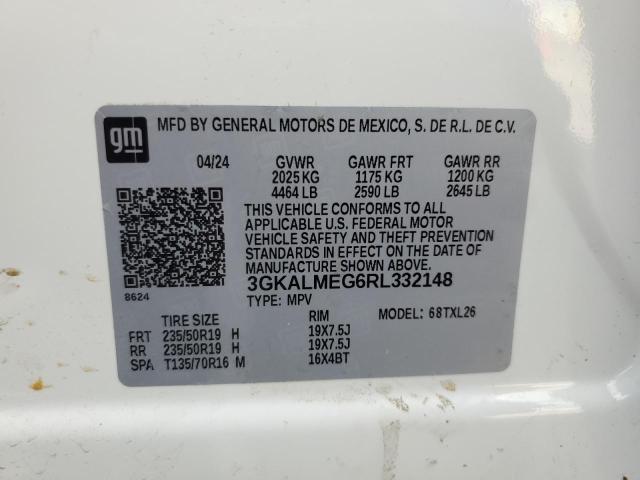 gm
MFD BY GENERAL MOTORS DE MEXICO, S. DE R.L. DE C.V.
04/24 GVWR GAWR FRT GAWR RR
2025 KG 1175 KG 1200 KG
4464 LB 2590 LB 2645 LB
THIS VEHICLE CONFORMS TO ALL
APPLICABLE U.S. FEDERAL MOTOR
VEHICLE SAFETY AND THEFT PREVENTION
STANDARDS IN EFFECT ON THE DATE OF
MANUFACTURE SHOWN ABOVE.
3GKALMEG6RL332148
8624
TYPE: MPV MODEL: 68TXL26
TIRE SIZE RIM
FRT 235/50R19 H 19X7.5J
RR 235/50R19 H 19X7.5J
SPA T135/70R16 M 16X4BT